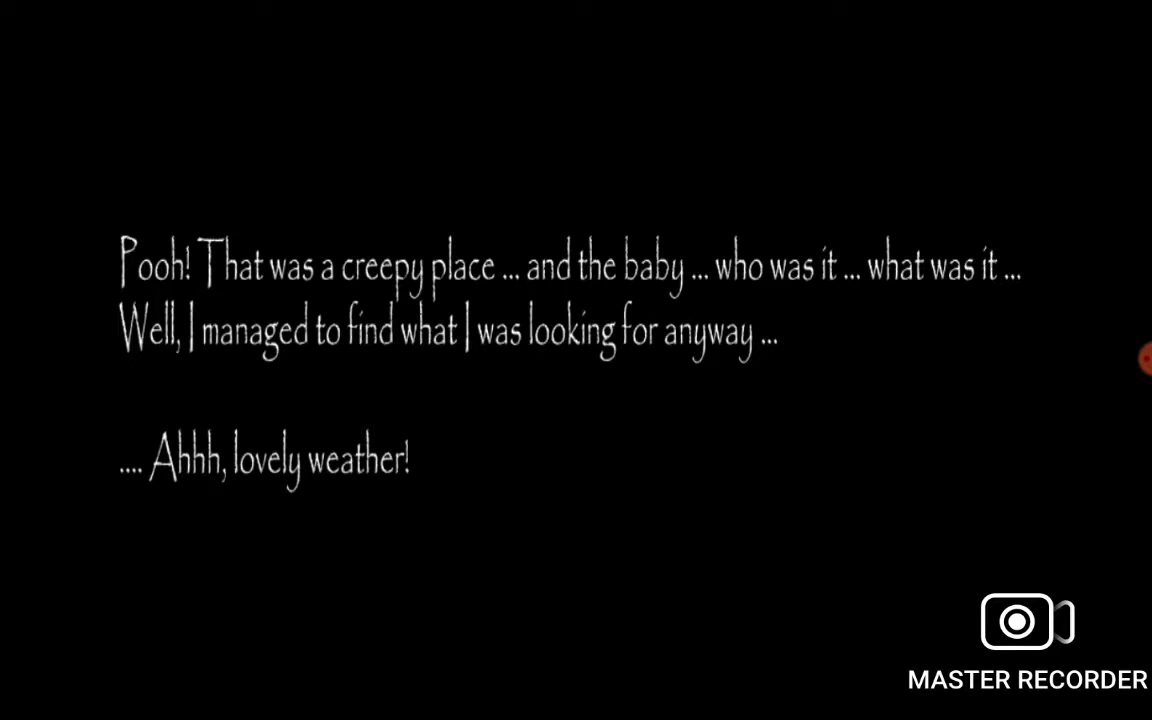 Pooh! That was a creepy place ... and the baby ... who was it ... what was it ...
Well, I managed to find what I was looking for anyway ...
.... Ahhh, lovely weather!
MASTER RECORDER